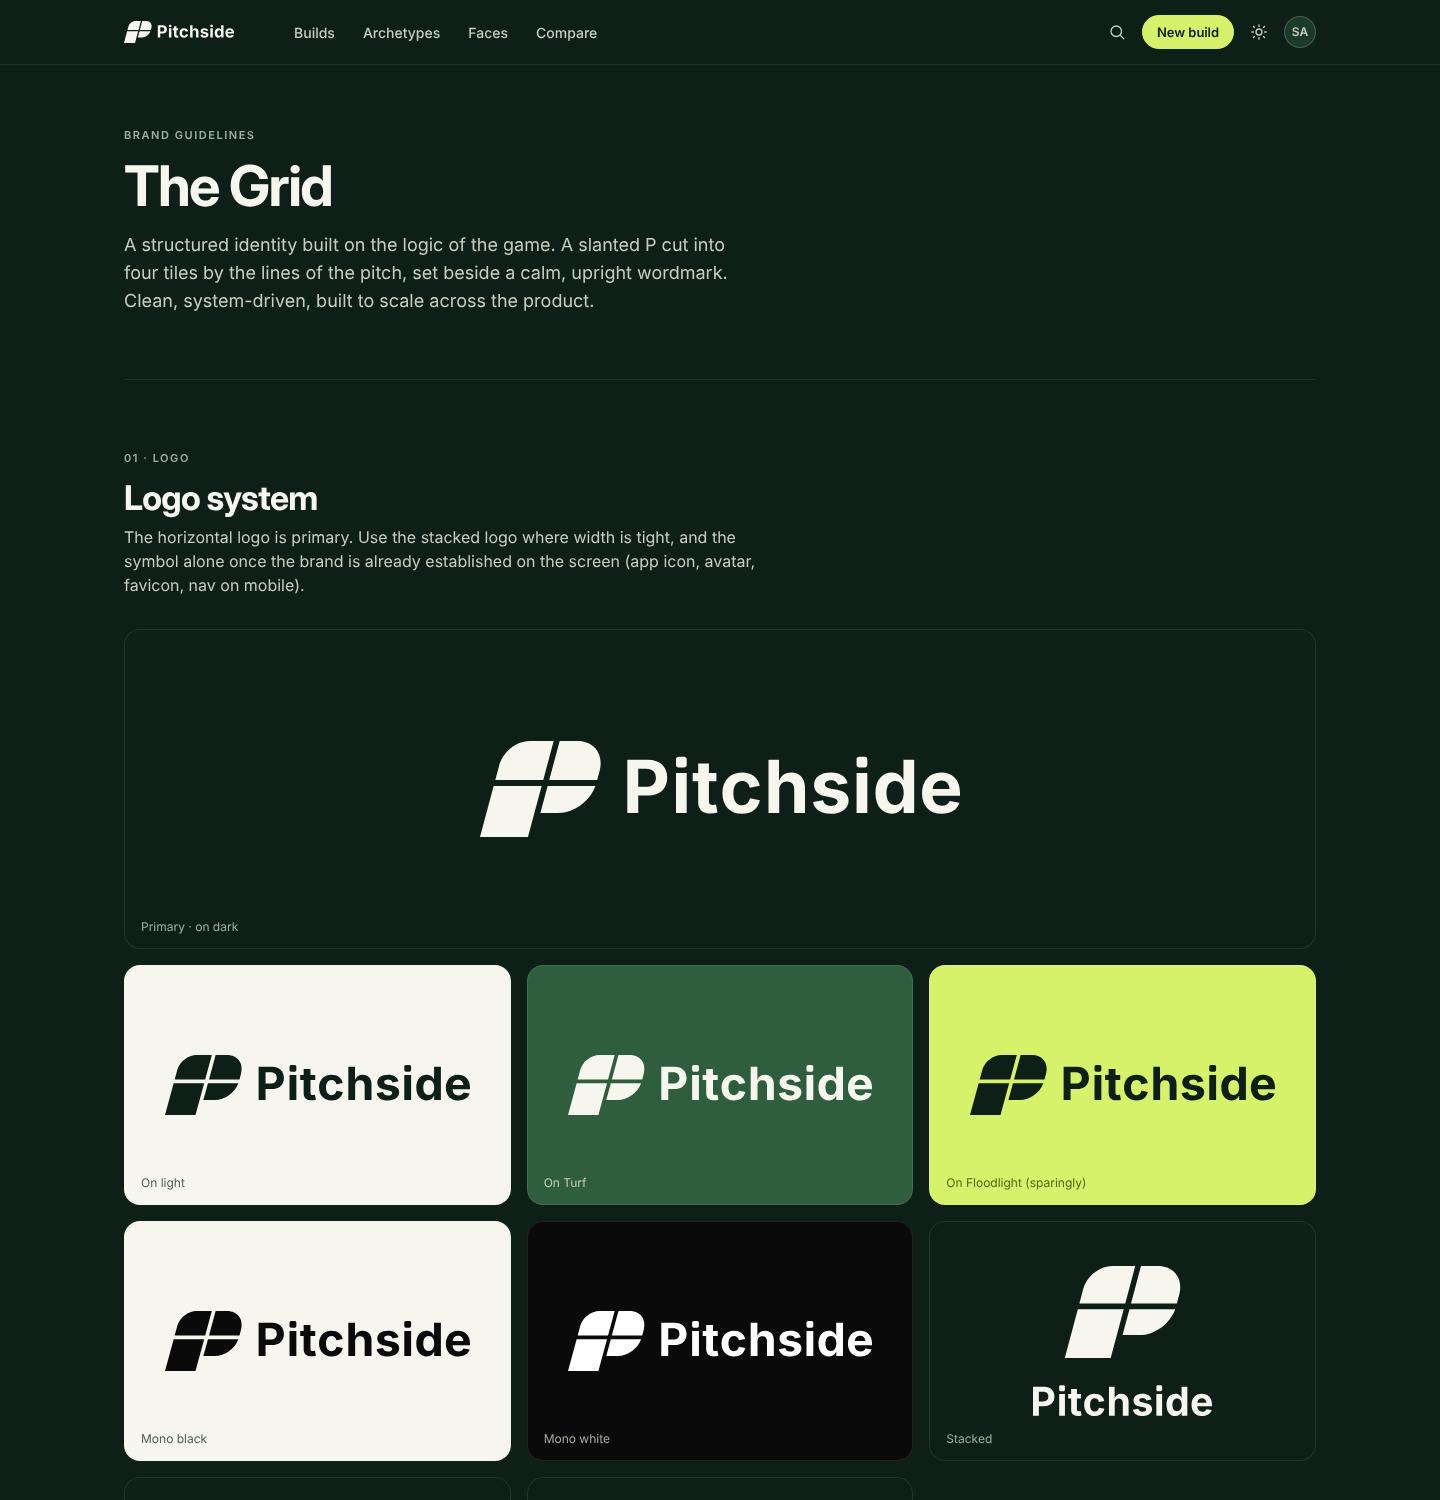 Pitchside
Builds
Archetypes
Faces
Compare
New build
SA
BRAND GUIDELINES
The Grid
A structured identity built on the logic of the game. A slanted P cut into
four tiles by the lines of the pitch, set beside a calm, upright wordmark.
Clean, system-driven, built to scale across the product.
01 · LOGO
Logo system
The horizontal logo is primary. Use the stacked logo where width is tight, and the
symbol alone once the brand is already established on the screen (app icon, avatar,
favicon, nav on mobile).
Pitchside
Primary · on dark
Pitchside
On light
Pitchside
On Turf
Pitchside
On Floodlight (sparingly)
Pitchside
Mono black
Pitchside
Mono white
Pitchside
Stacked